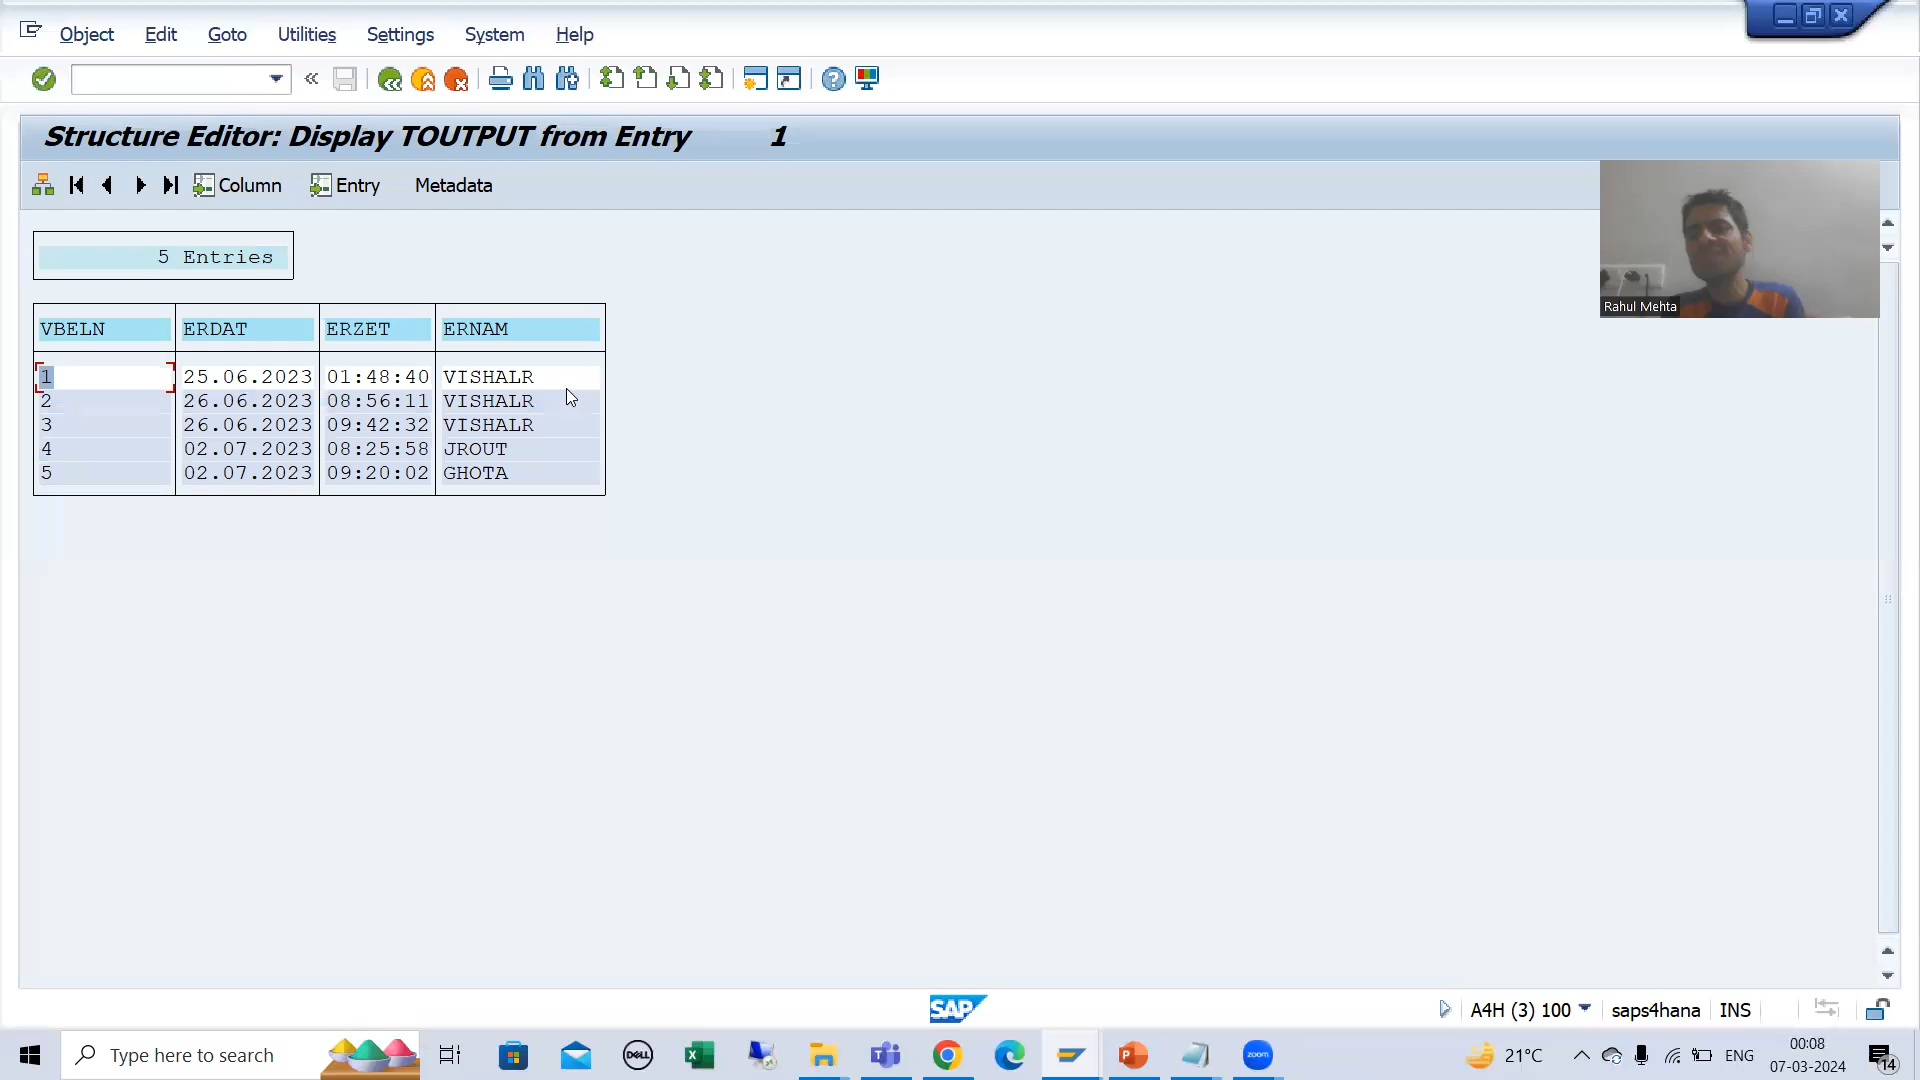 Object Edit Goto Utilities Settings System Help
Structure Editor: Display TOUTPUT from Entry 1
Column Entry Metadata
5 Entries
VBELN ERDAT ERZET ERNAM
1 25.06.2023 01:48:40 VISHALR
2 26.06.2023 08:56:11 VISHALR
3 26.06.2023 09:42:32 VISHALR
4 02.07.2023 08:25:58 JROUT
5 02.07.2023 09:20:02 GHOTA
Rahul Mehta
SAP
A4H (3) 100 saps4hana INS
Type here to search
DELL
zoom
21°C
ENG
00:08
07-03-2024
14